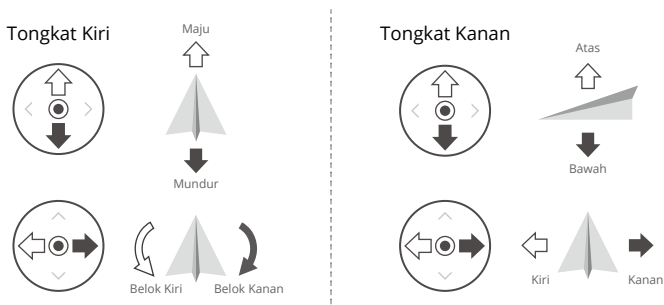 Tongkat Kiri
Maju
Mundur
Belok Kiri
Belok Kanan
Tongkat Kanan
Atas
Bawah
Kiri
Kanan